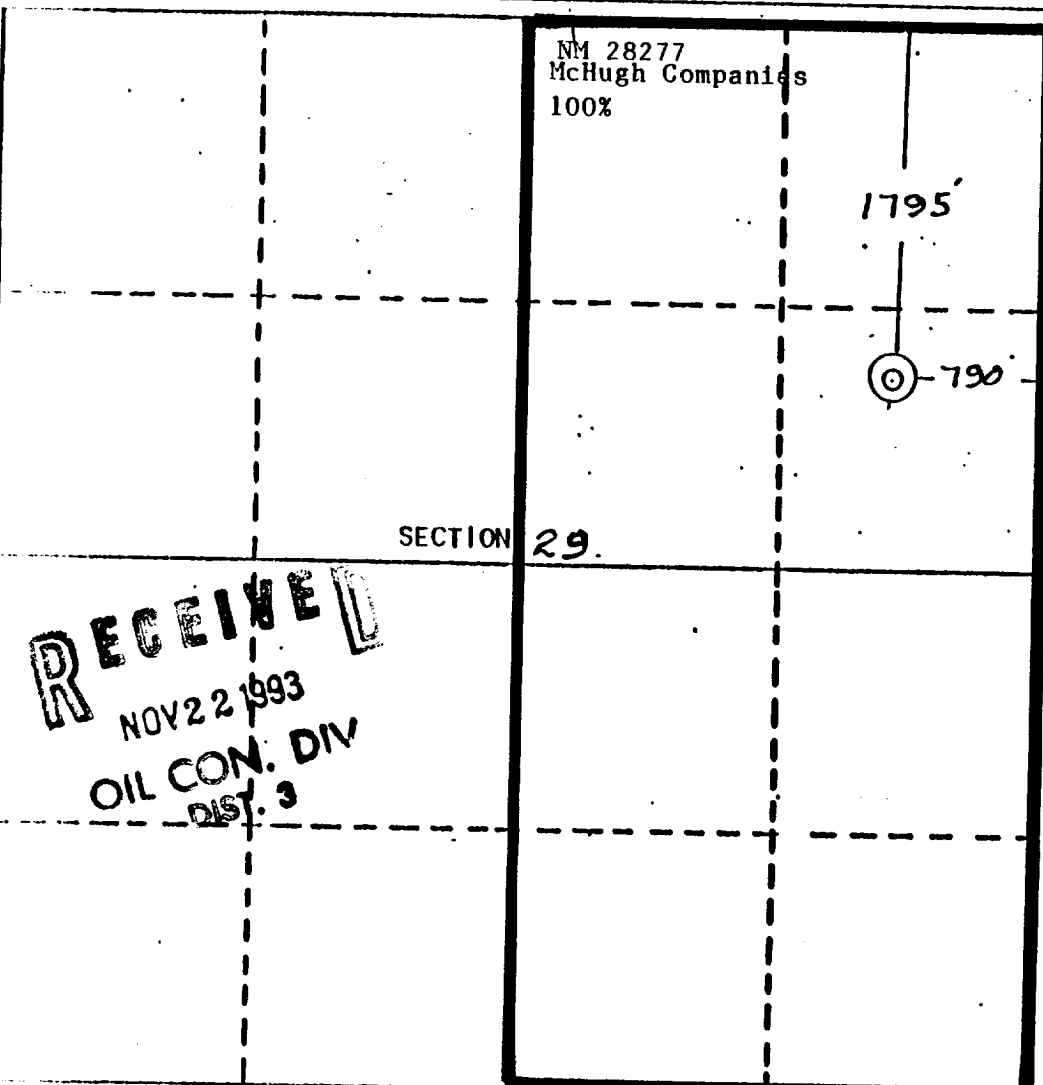 NM 28277
McHugh Companies
100%
1795'
790'
SECTION 29.
RECEIVED
NOV 22 1993
OIL CON. DIV
DIST. 3